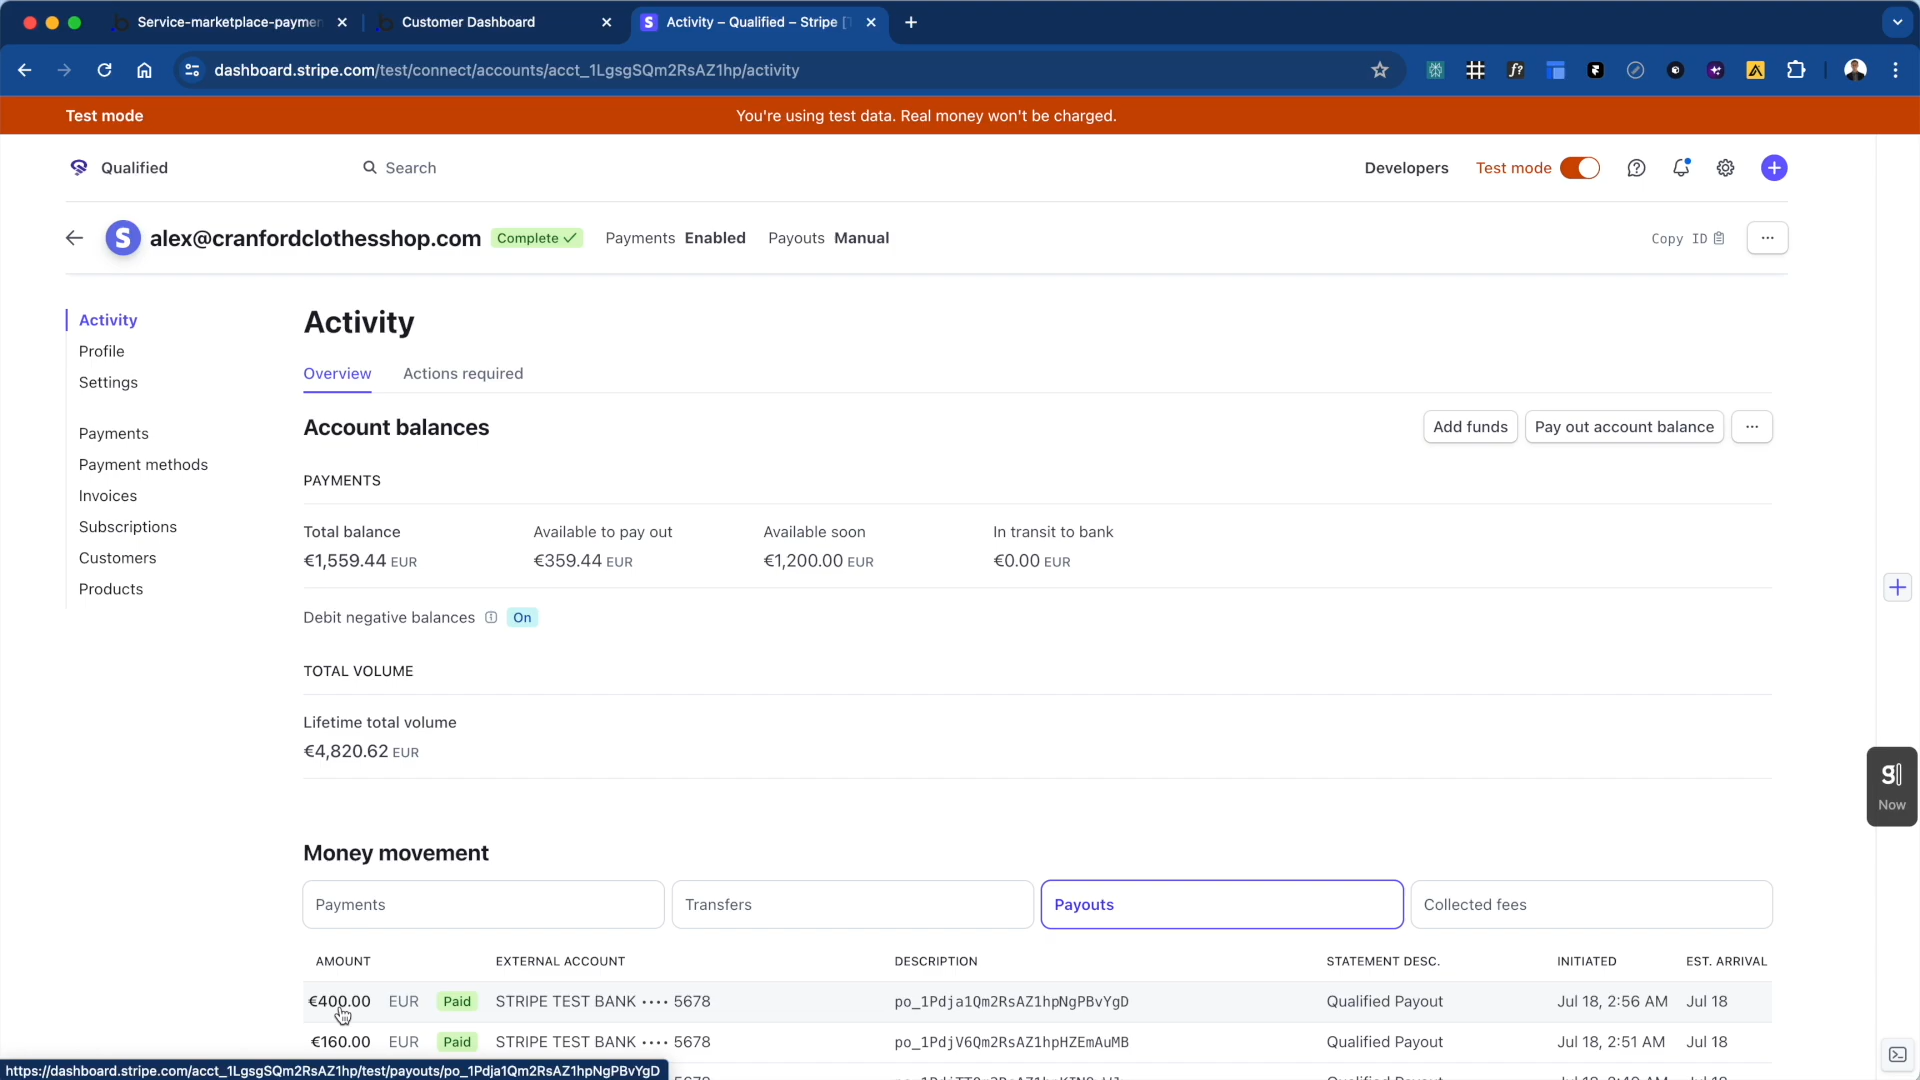 Service-marketplace-paymen
Customer Dashboard
Activity – Qualified – Stripe [
dashboard.stripe.com/test/connect/accounts/acct_1LgsgSQm2RsAZ1hp/activity
Test mode
You're using test data. Real money won't be charged.
Qualified
Search
Developers
Test mode
alex@cranfordclothesshop.com
Complete
Payments Enabled
Payouts Manual
Copy ID
Activity
Profile
Settings
Payments
Payment methods
Invoices
Subscriptions
Customers
Products
Activity
Overview
Actions required
Account balances
Add funds
Pay out account balance
PAYMENTS
Total balance
Available to pay out
Available soon
In transit to bank
€1,559.44 EUR
€359.44 EUR
€1,200.00 EUR
€0.00 EUR
Debit negative balances
On
TOTAL VOLUME
Lifetime total volume
€4,820.62 EUR
Money movement
Payments
Transfers
Payouts
Collected fees
AMOUNT
EXTERNAL ACCOUNT
DESCRIPTION
STATEMENT DESC.
INITIATED
EST. ARRIVAL
€400.00 EUR Paid STRIPE TEST BANK •••• 5678 po_1Pdja1Qm2RsAZ1hpNgPBvYgD Qualified Payout Jul 18, 2:56 AM Jul 18
€160.00 EUR Paid STRIPE TEST BANK •••• 5678 po_1PdjV6Qm2RsAZ1hpHZEmAuMB Qualified Payout Jul 18, 2:51 AM Jul 18
https://dashboard.stripe.com/acct_1LgsgSQm2RsAZ1hp/test/payouts/po_1Pdja1Qm2RsAZ1hpNgPBvYgD
g
Now